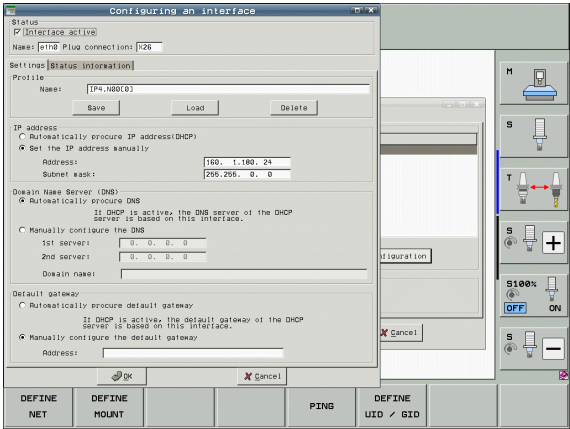 Configuring an interface
Status
Interface active
Name: eth0 Plug connection: X26
Settings Status information
Profile
Name: IP4.N00[0]
Save Load Delete
IP address
Automatically procure IP address(DHCP)
Set the IP address manually
Address: 160. 1.180. 24
Subnet mask: 255.255. 0. 0
Domain Name Server (DNS)
Automatically procure DNS
If DHCP is active, the DNS server of the DHCP
server is based on this interface.
Manually configure the DNS
1st server: 0. 0. 0. 0
2nd server: 0. 0. 0. 0
Domain name:
Default gateway
Automatically procure default gateway
If DHCP is active, the default gateway of the DHCP
server is based on this interface.
Manually configure the default gateway
Address:
OK Cancel
nfiguration
Cancel
M
S
T
S
S100%
OFF ON
S
DEFINE
NET
DEFINE
MOUNT
PING
DEFINE
UID / GID